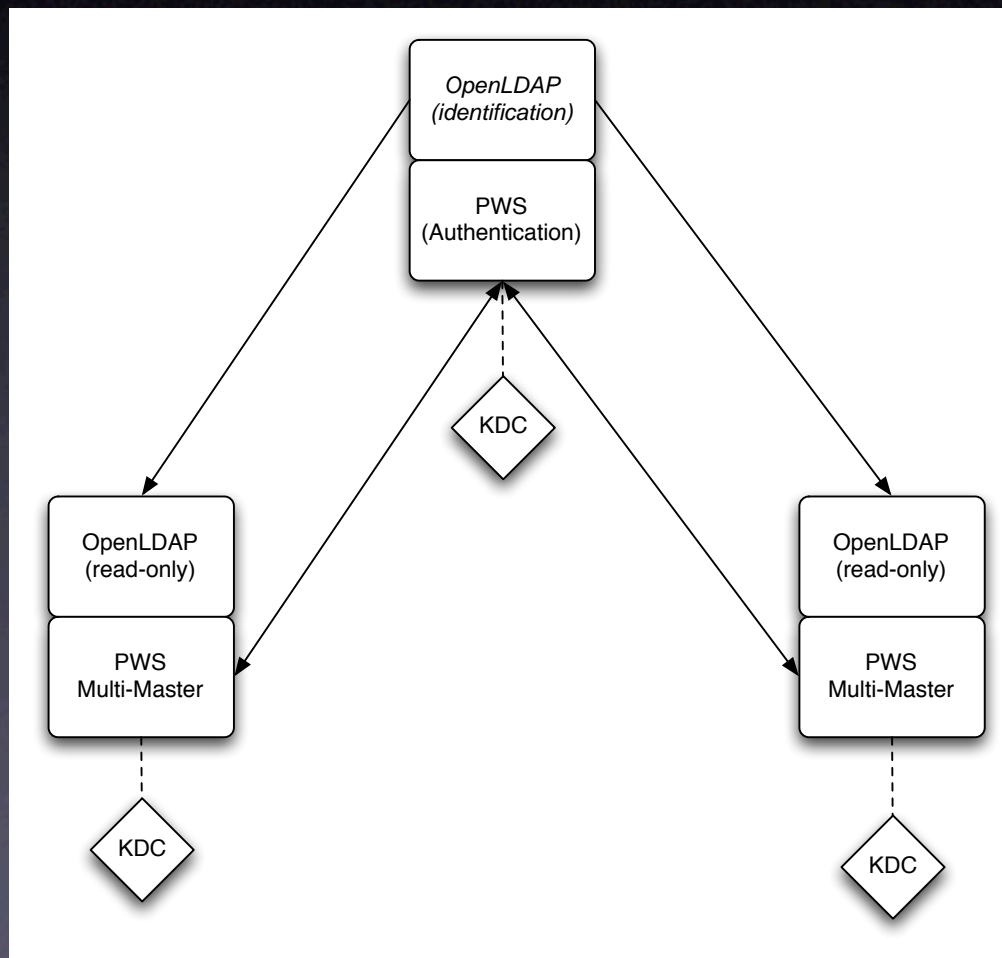 OpenLDAP
(identification)
PWS
(Authentication)
KDC
OpenLDAP
(read-only)
PWS
Multi-Master
KDC
OpenLDAP
(read-only)
PWS
Multi-Master
KDC